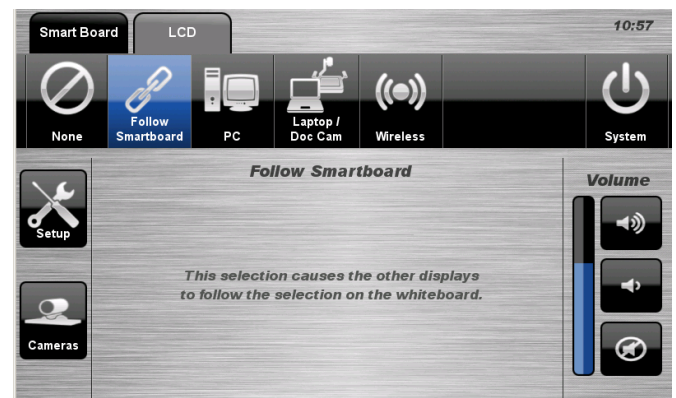 Smart Board
LCD
10:57
None
Follow
Smartboard
PC
Laptop /
Doc Cam
Wireless
System
Follow Smartboard
Volume
Setup
This selection causes the other displays
to follow the selection on the whiteboard.
Cameras